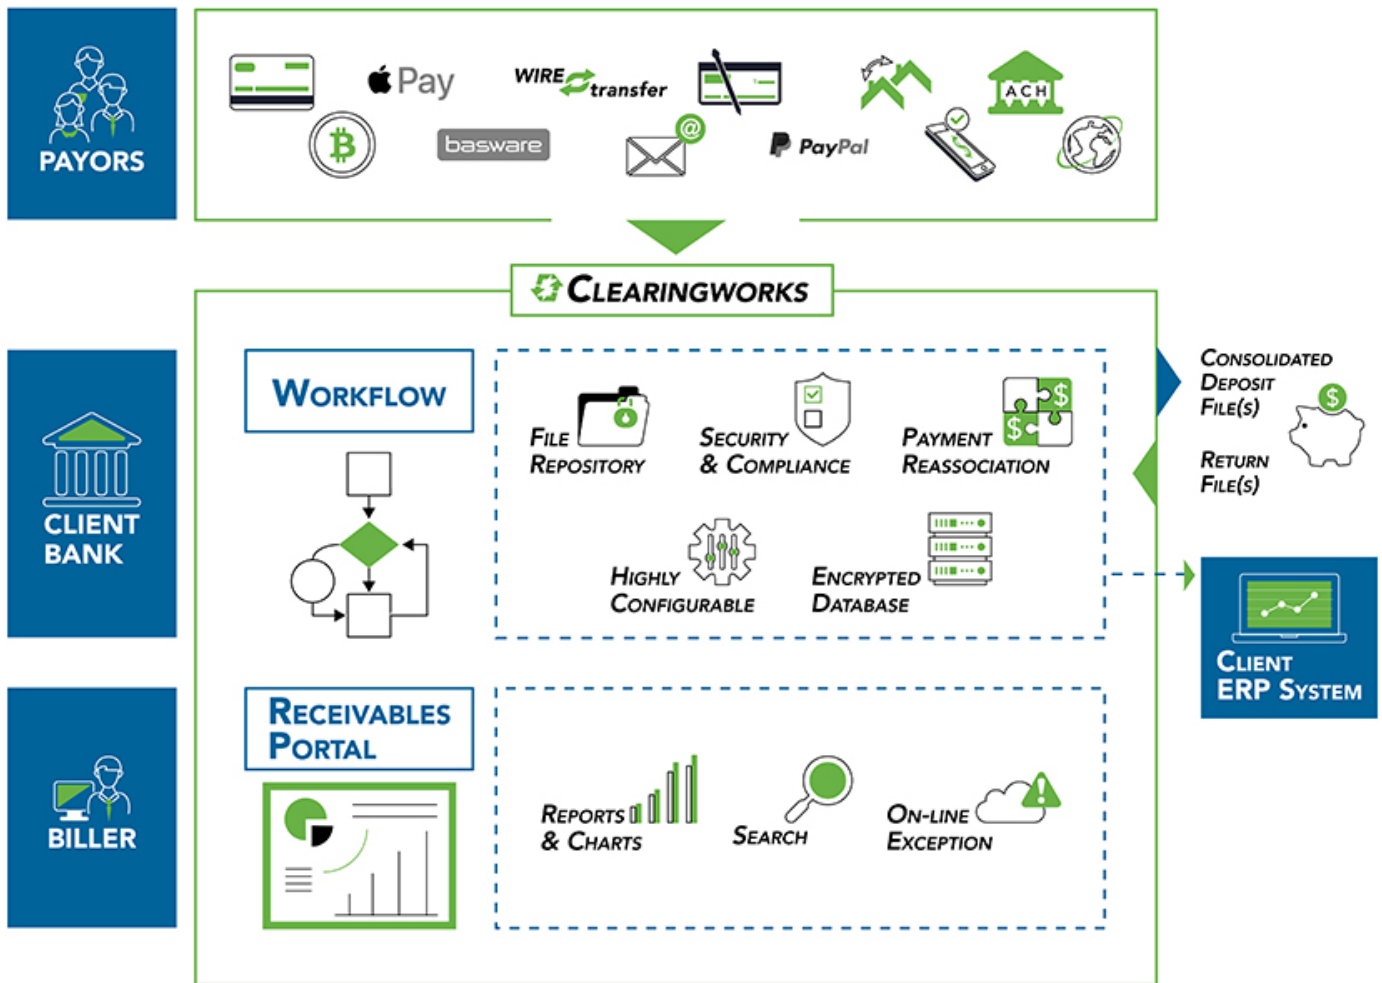 PAYORS
Pay
WIRE transfer
ACH
basware
@
PayPal
CLEARINGWORKS
CLIENT
BANK
WORKFLOW
FILE
REPOSITORY
SECURITY
& COMPLIANCE
$
$
PAYMENT
REASSOCIATION
HIGHLY
CONFIGURABLE
ENCRYPTED
DATABASE
CONSOLIDATED
DEPOSIT
FILE(S)
$
RETURN
FILE(S)
CLIENT
ERP SYSTEM
BILLER
RECEIVABLES
PORTAL
REPORTS
& CHARTS
SEARCH
ON-LINE
EXCEPTION